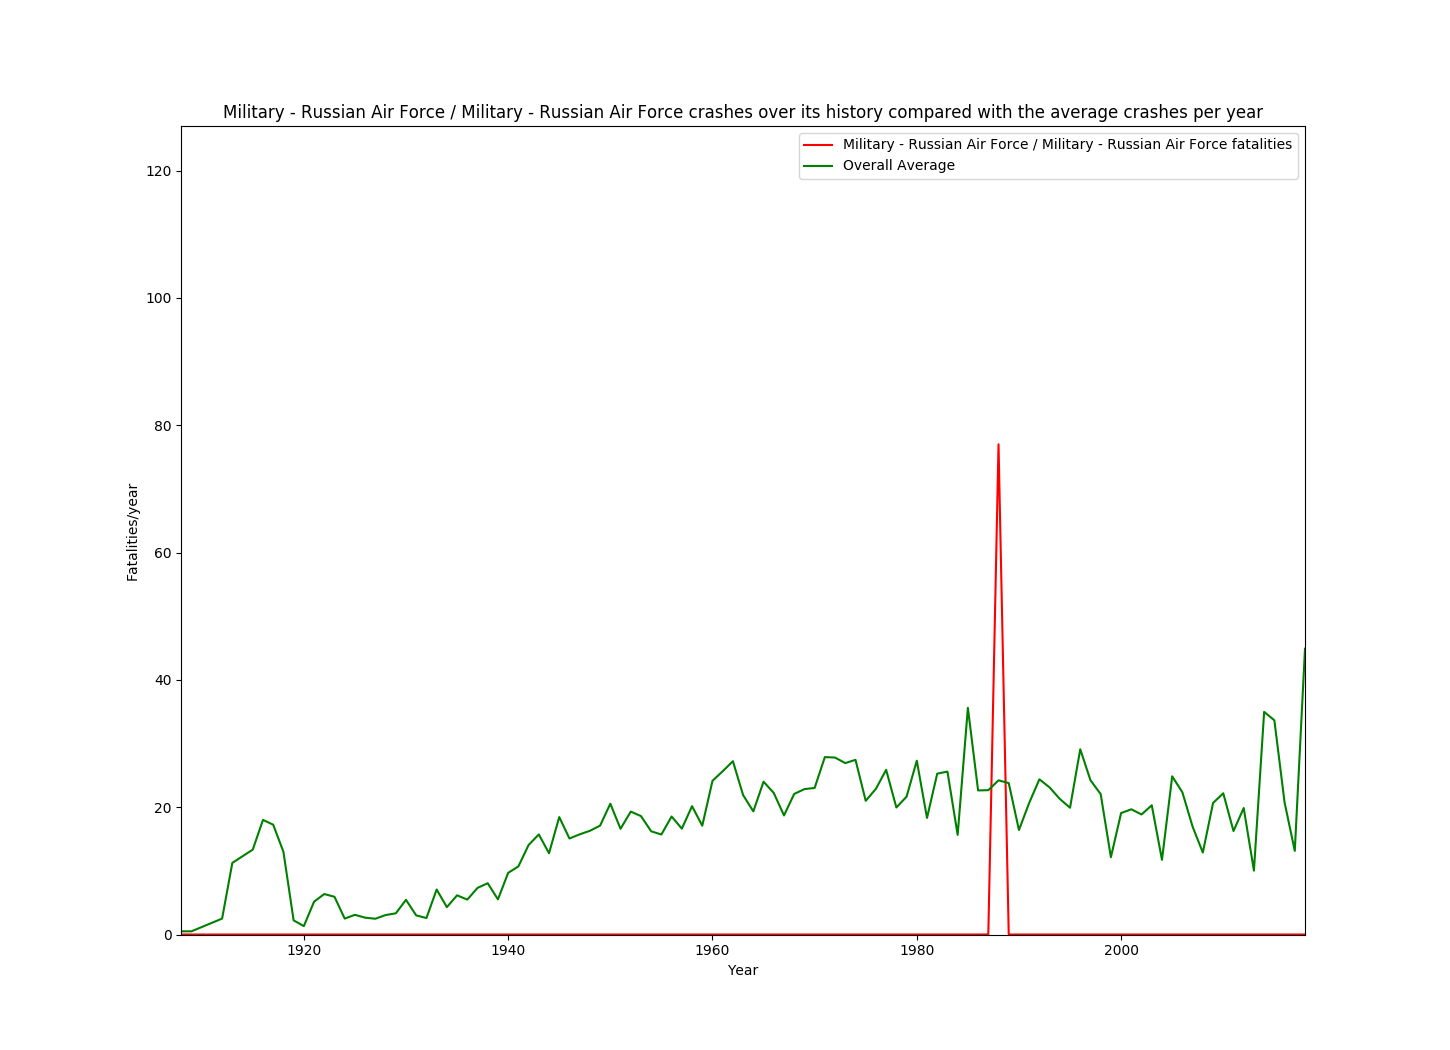 Military - Russian Air Force / Military - Russian Air Force crashes over its history compared with the average crashes per year
Military - Russian Air Force / Military - Russian Air Force fatalities
Overall Average
120
100
80
60
40
20
0
Fatalities/year
1920 1940 1960 1980 2000
Year